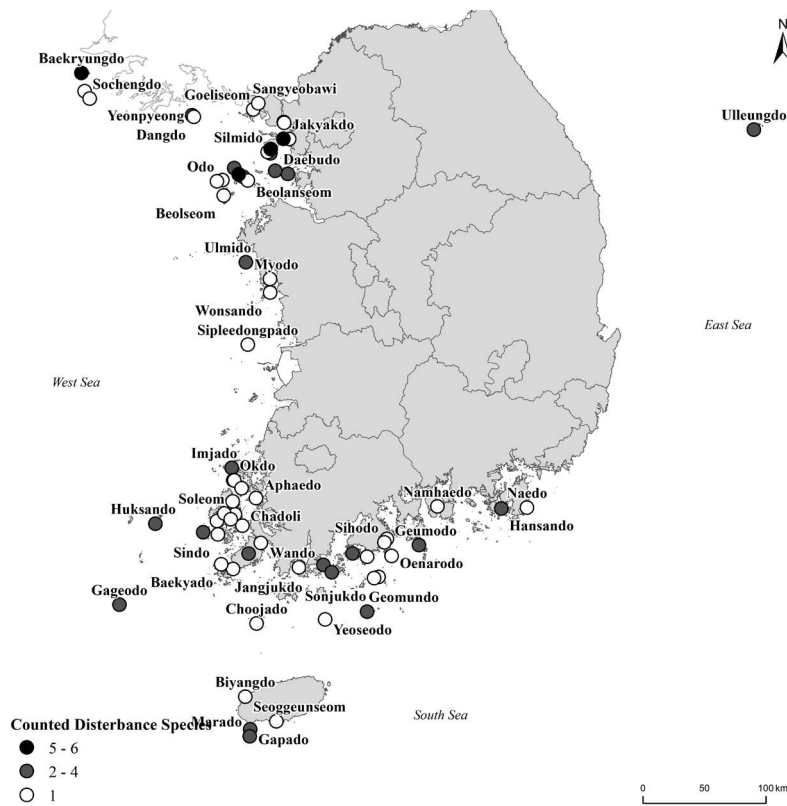 N
Baekryungdo
Sochengdo
Goeliseom
Sangyeobawi
Yeonpyeong
Dangdo
Jakyakdo
Silmido
Ulleungdo
Odo
Daebudo
Beolanseom
Beolseom
Ulmido
Myodo
Wonsando
Sipleedongpado
East Sea
West Sea
Imjado
Okdo
Aphaedo
Soleom
Huksando
Chadoli
Namhaedo
Naedo
Hansando
Sihodo
Geumodo
Sindo
Wando
Oenarodo
Baekyado
Jangjukdo
Sonjukdo
Geomundo
Gageodo
Choojado
Yeoseodo
Biyangdo
Seoggeunseom
Marado
Gapado
South Sea
Counted Disterbance Species
5 - 6
2 - 4
1
0 50 100 km